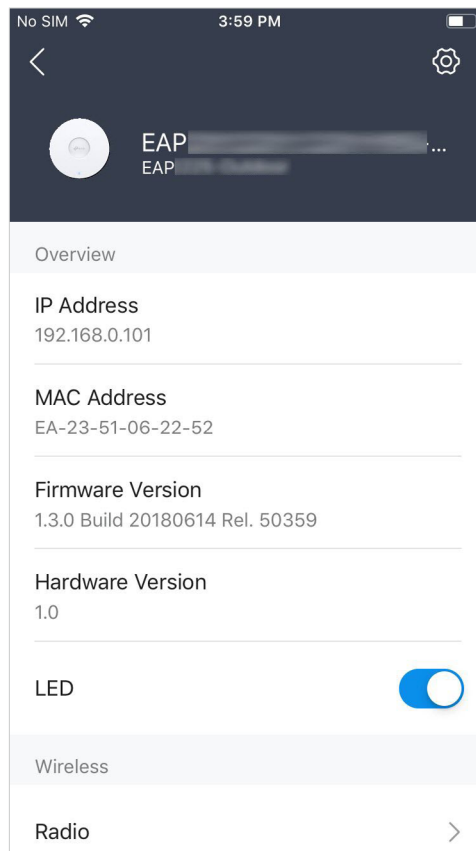 No SIM 3:59 PM
EAP ...
EAP
Overview
IP Address
192.168.0.101
MAC Address
EA-23-51-06-22-52
Firmware Version
1.3.0 Build 20180614 Rel. 50359
Hardware Version
1.0
LED
Wireless
Radio